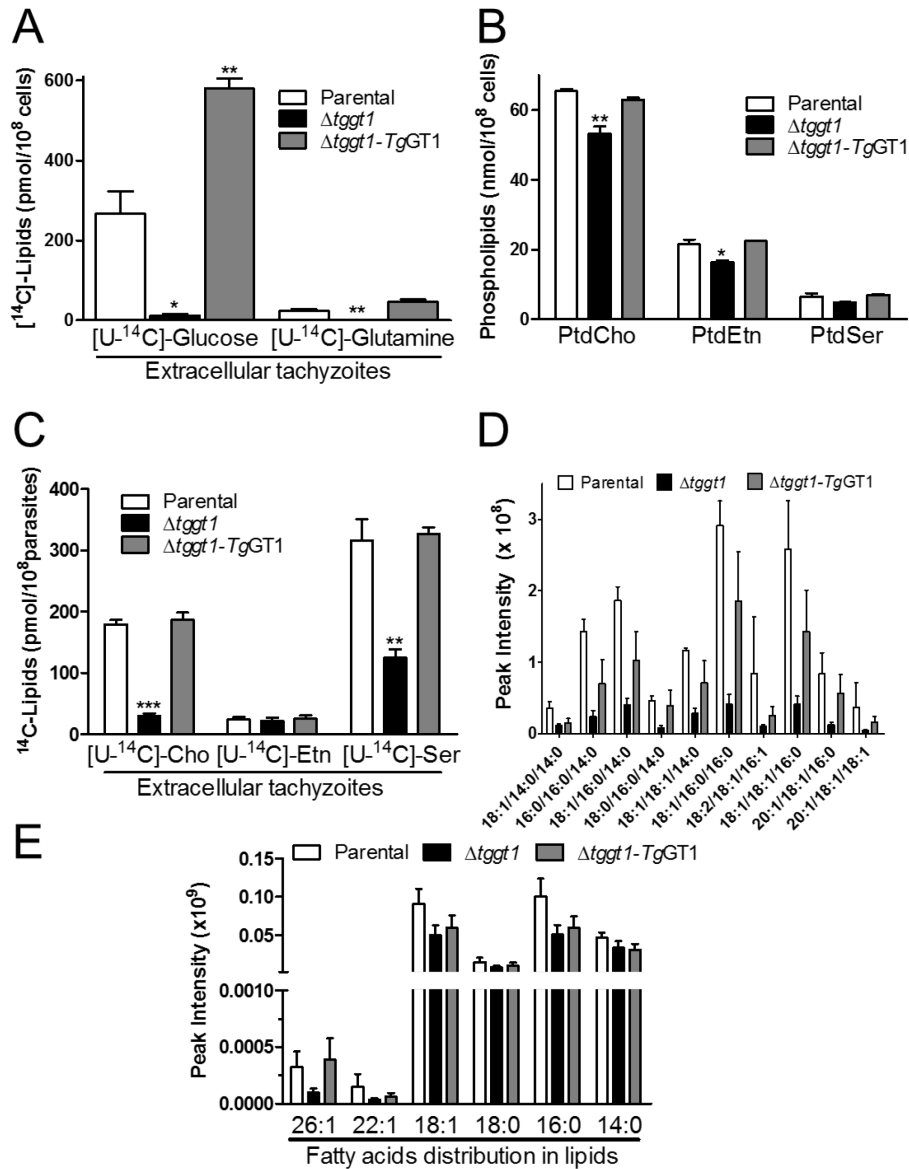 A
[14C]-Lipids (pmol/10⁸ cells)
600
400
200
0
**
*
**
Parental
Δtggt1
Δtggt1-TgGT1
[U-14C]-Glucose [U-14C]-Glutamine
Extracellular tachyzoites
B
Phospholipids (nmol/10⁸ cells)
60
40
20
0
**
*
Parental
Δtggt1
Δtggt1-TgGT1
PtdCho PtdEtn PtdSer
C
¹⁴C-Lipids (pmol/10⁸parasites)
400
300
200
100
0
***
**
Parental
Δtggt1
Δtggt1-TgGT1
[U-¹⁴C]-Cho [U-¹⁴C]-Etn [U-¹⁴C]-Ser
Extracellular tachyzoites
D
Peak Intensity (x 10⁸)
3
2
1
0
Parental Δtggt1 Δtggt1-TgGT1
18:1/14:0/14:0
16:0/16:0/14:0
18:1/16:0/14:0
18:0/16:0/14:0
18:1/18:1/14:0
18:1/16:0/16:0
18:2/18:1/16:1
18:1/18:1/16:0
20:1/18:1/16:0
20:1/18:1/18:1
E
Peak Intensity (x10⁹)
0.15
0.10
0.05
0.0010
0.0005
0.0000
Parental Δtggt1 Δtggt1-TgGT1
26:1 22:1 18:1 18:0 16:0 14:0
Fatty acids distribution in lipids